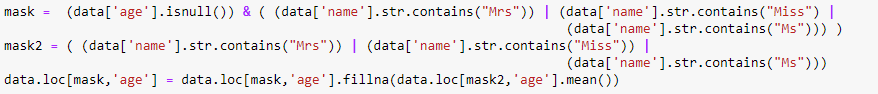 mask =  (data['age'].isnull()) & ( (data['name'].str.contains("Mrs")) | (data['name'].str.contains("Miss") |
                                                                         (data['name'].str.contains("Ms"))) )
mask2 = ( (data['name'].str.contains("Mrs")) | (data['name'].str.contains("Miss")) |
                                                                         (data['name'].str.contains("Ms")))
data.loc[mask,'age'] = data.loc[mask,'age'].fillna(data.loc[mask2,'age'].mean())